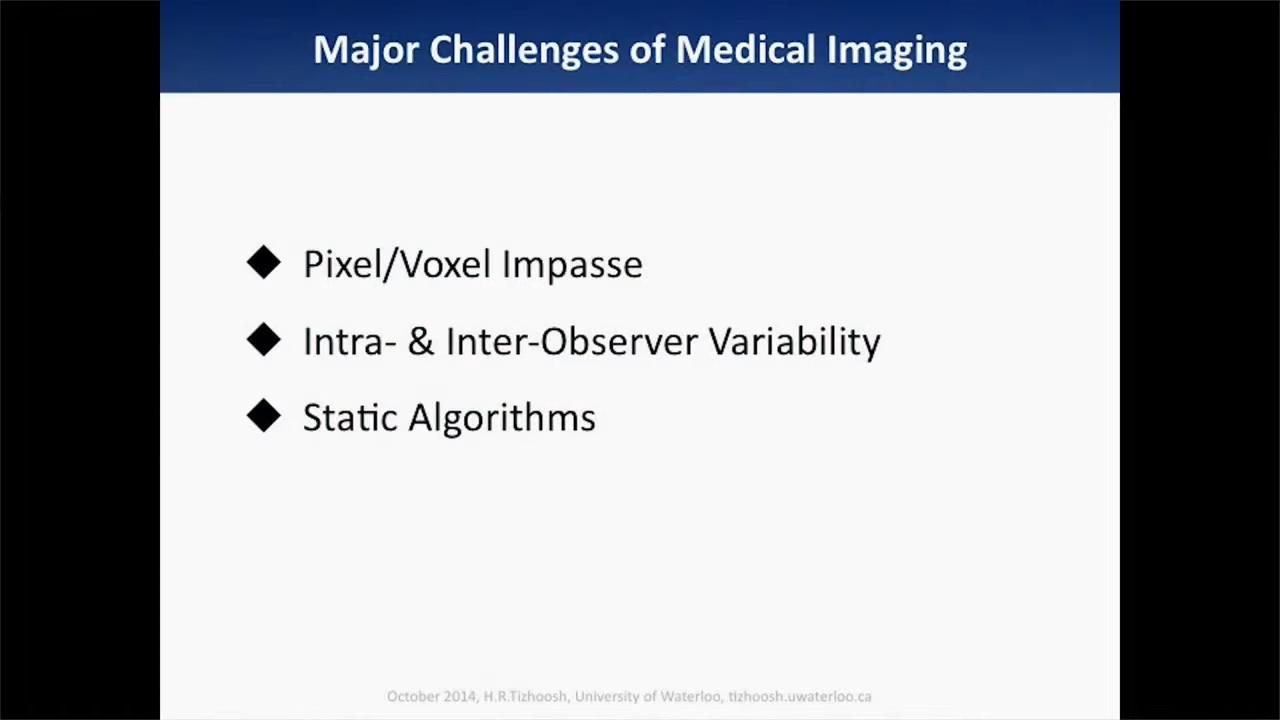 Major Challenges of Medical Imaging
Pixel/Voxel Impasse
Intra- & Inter-Observer Variability
Static Algorithms
October 2014, H.R.Tizhoosh, University of Waterloo, tizhoosh.uwaterloo.ca